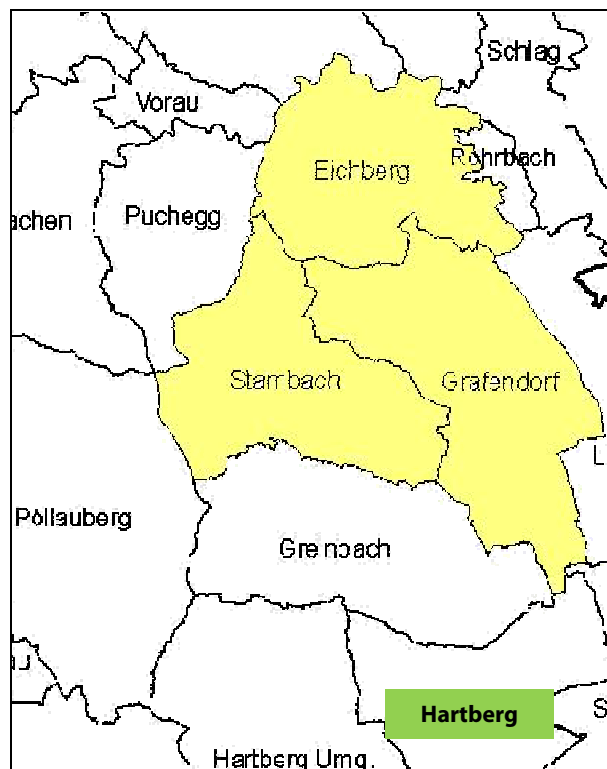 Schlag
Vorau
Rohrbach
Eichberg
achen
Puchegg
Stambach
Grafendorf
L
Pöllauberg
Greinbach
Hartberg
S
Hartberg Umg.